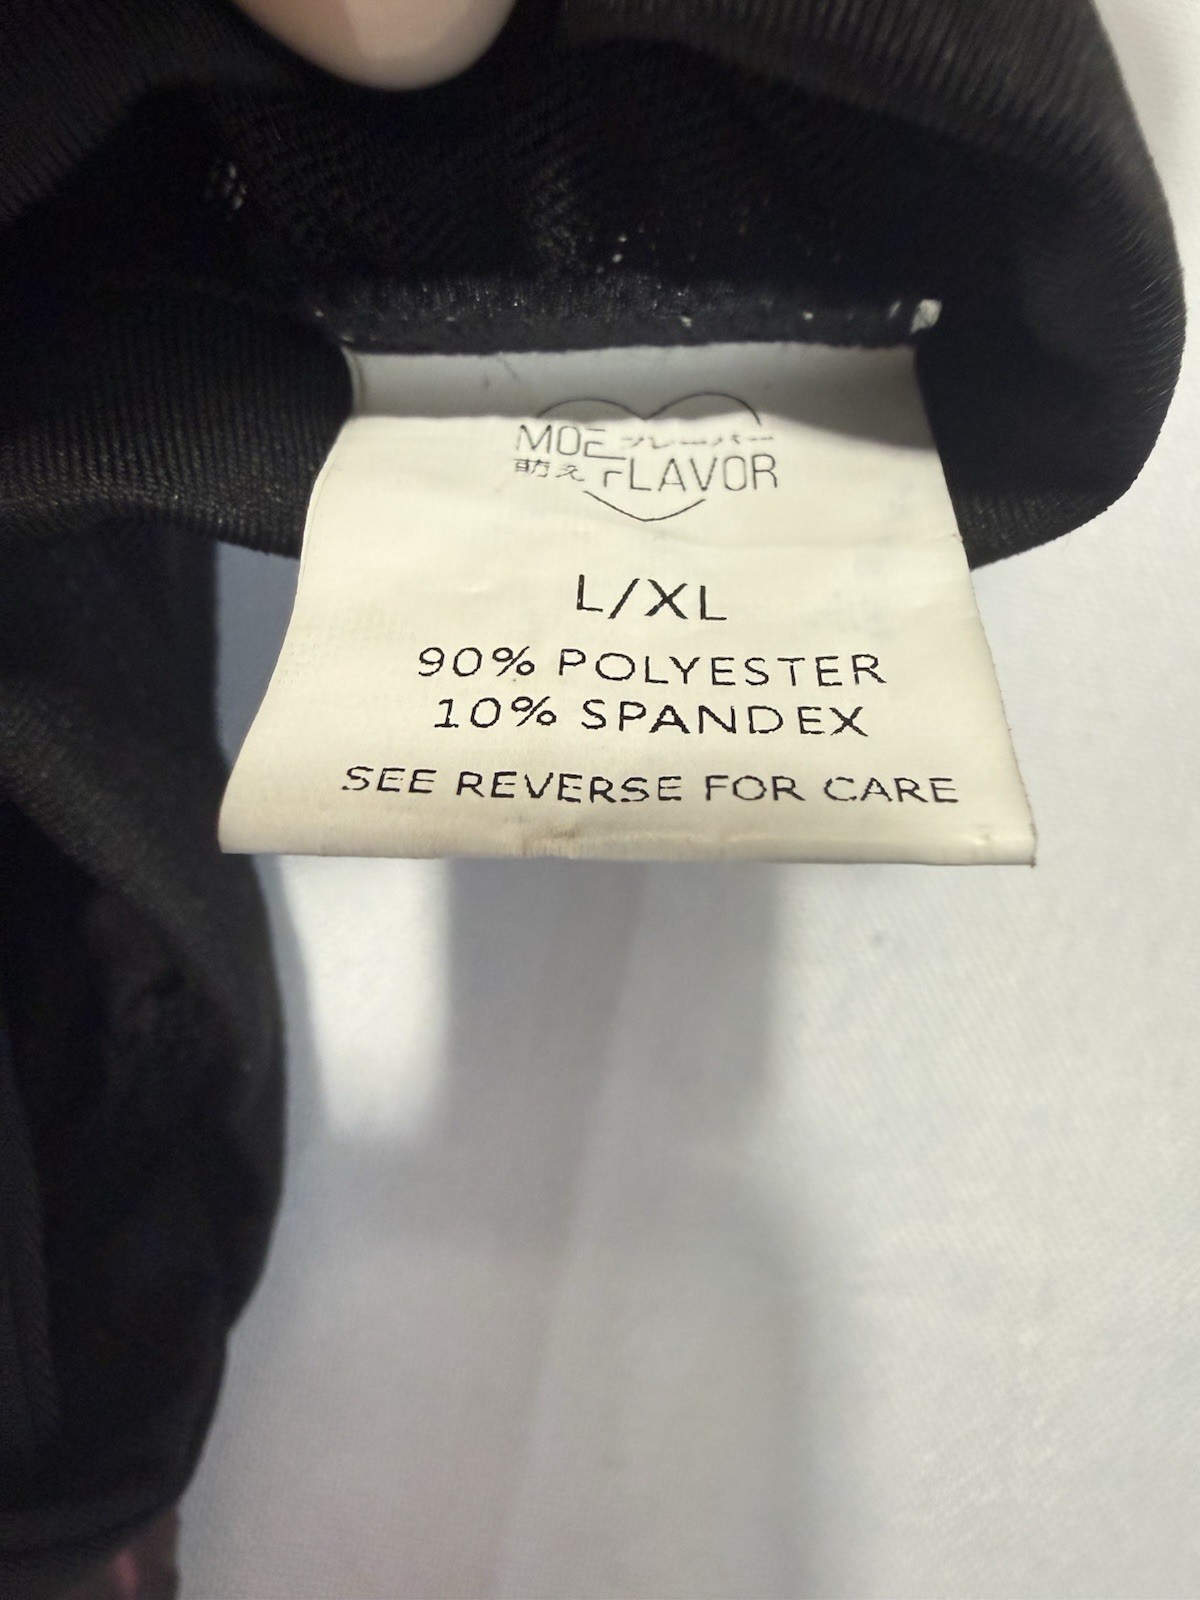 MOE フレーバー
萌え FLAVOR
L/XL
90% POLYESTER
10% SPANDEX
SEE REVERSE FOR CARE